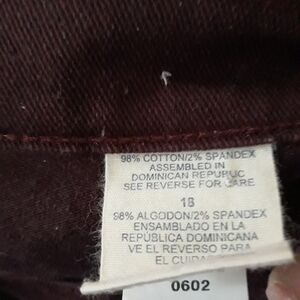 98% COTTON/2% SPANDEX
ASSEMBLED IN
DOMINICAN REPUBLIC
SEE REVERSE FOR CARE
18
98% ALGODON/2% SPANDEX
ENSAMBLADO EN LA
REPÚBLICA DOMINICANA
VE EL REVERSO PARA
EL
0602